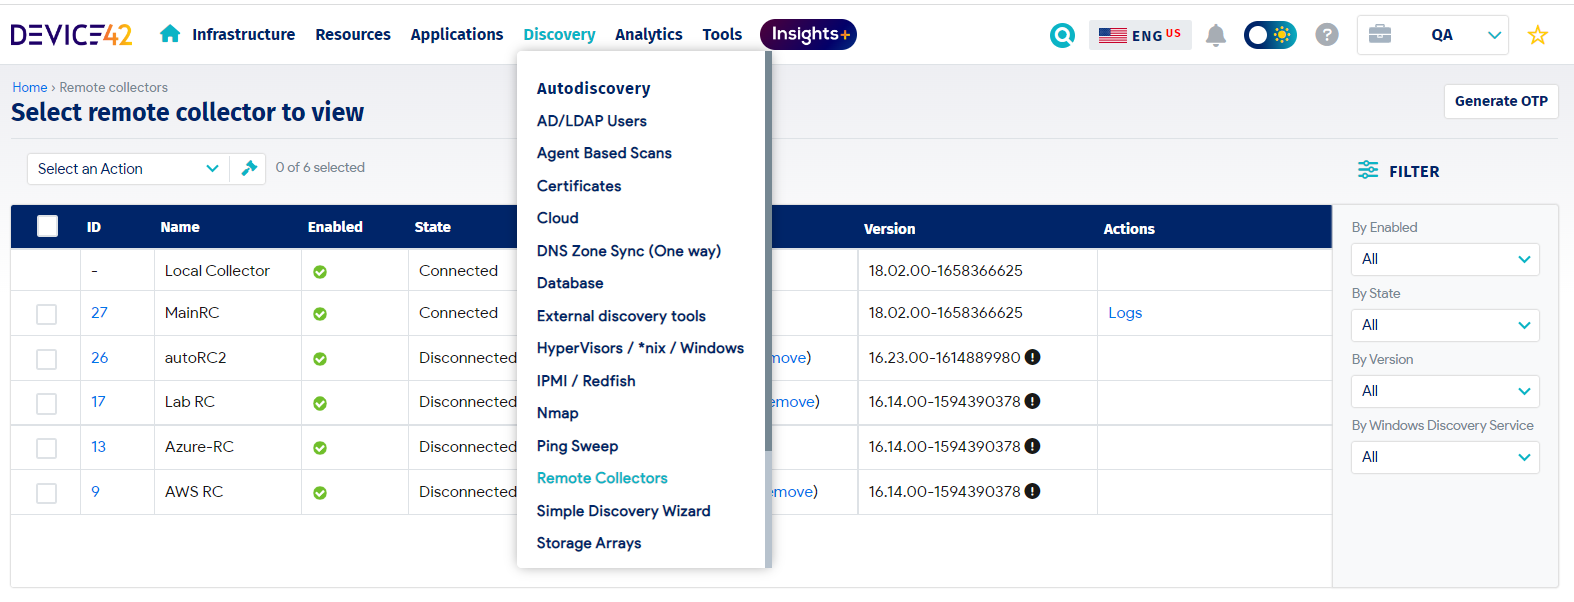 DEVICE42 Infrastructure Resources Applications Discovery Analytics Tools Insights+ ENG US ? QA
Home › Remote collectors
Select remote collector to view
Generate OTP
Select an Action 0 of 6 selected
FILTER
Autodiscovery
AD/LDAP Users
Agent Based Scans
Certificates
Cloud
DNS Zone Sync (One way)
Database
External discovery tools
HyperVisors / *nix / Windows
IPMI / Redfish
Nmap
Ping Sweep
Remote Collectors
Simple Discovery Wizard
Storage Arrays
ID Name Enabled State Version Actions
- Local Collector Connected 18.02.00-1658366625
27 MainRC Connected 18.02.00-1658366625 Logs
26 autoRC2 Disconnected move) 16.23.00-1614889980 !
17 Lab RC Disconnected emove) 16.14.00-1594390378 !
13 Azure-RC Disconnected 16.14.00-1594390378 !
9 AWS RC Disconnected emove) 16.14.00-1594390378 !
By Enabled
All
By State
All
By Version
All
By Windows Discovery Service
All